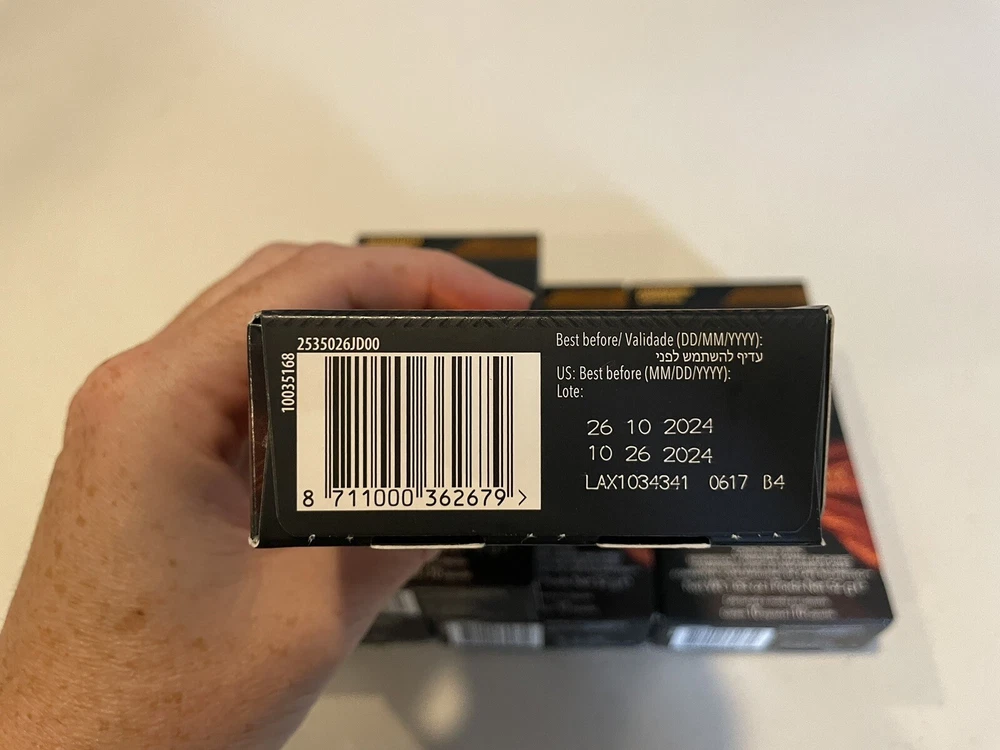 2535026JD00
10035168
8 711000 362679 >
Best before/ Validade (DD/MM/YYYY):
עדיף להשתמש לפני
US: Best before (MM/DD/YYYY):
Lote:
26 10 2024
10 26 2024
LAX1034341 0617 B4